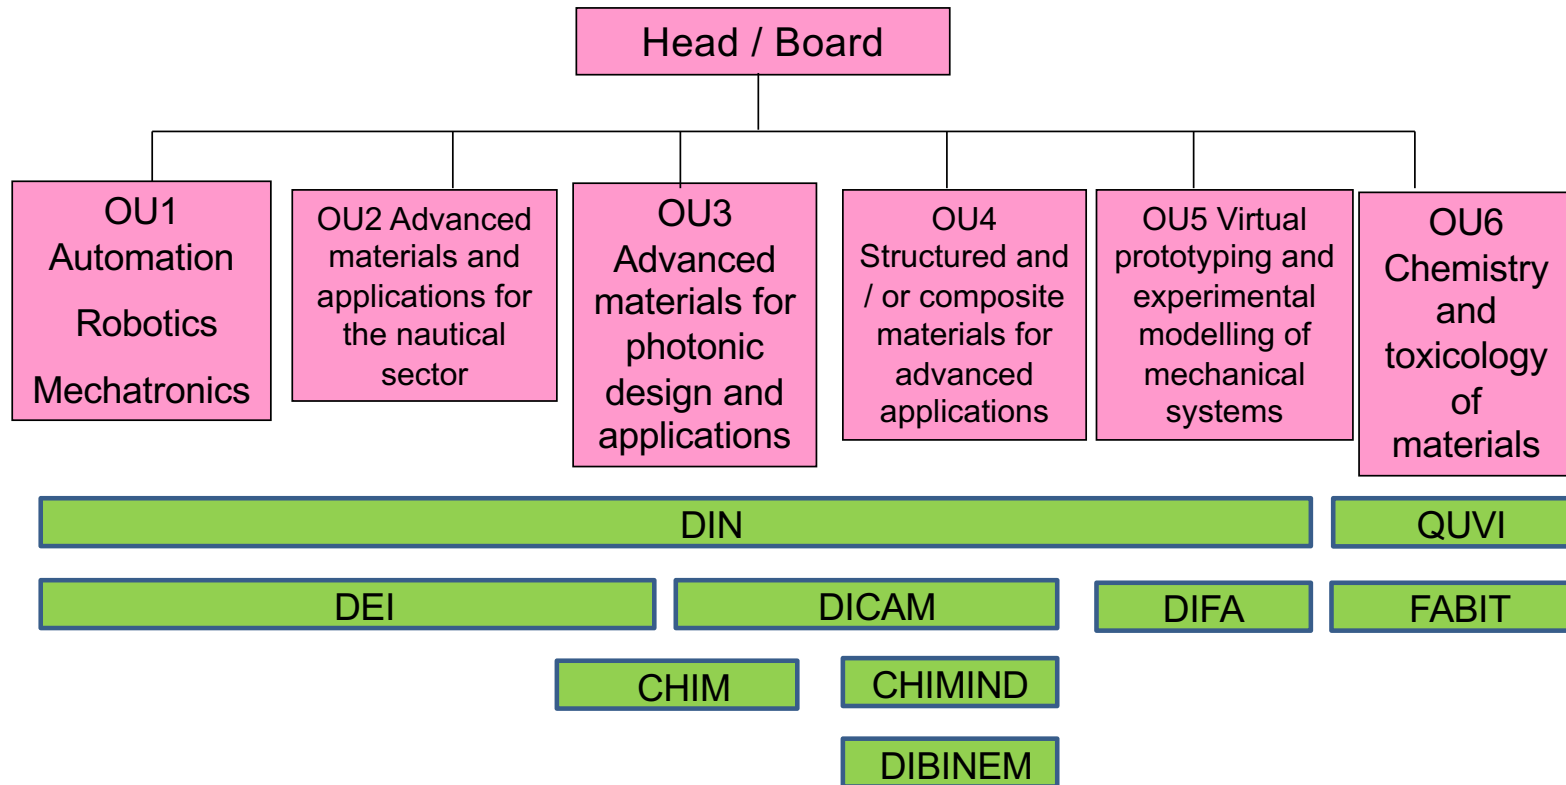 Head / Board
OU1
Automation
Robotics
Mechatronics
OU2 Advanced
materials and
applications for
the nautical
sector
OU3
Advanced
materials for
photonic
design and
applications
OU4
Structured and
/ or composite
materials for
advanced
applications
OU5 Virtual
prototyping and
experimental
modelling of
mechanical
systems
OU6
Chemistry
and
toxicology
of
materials
DIN
QUVI
DEI
DICAM
DIFA
FABIT
CHIM
CHIMIND
DIBINEM